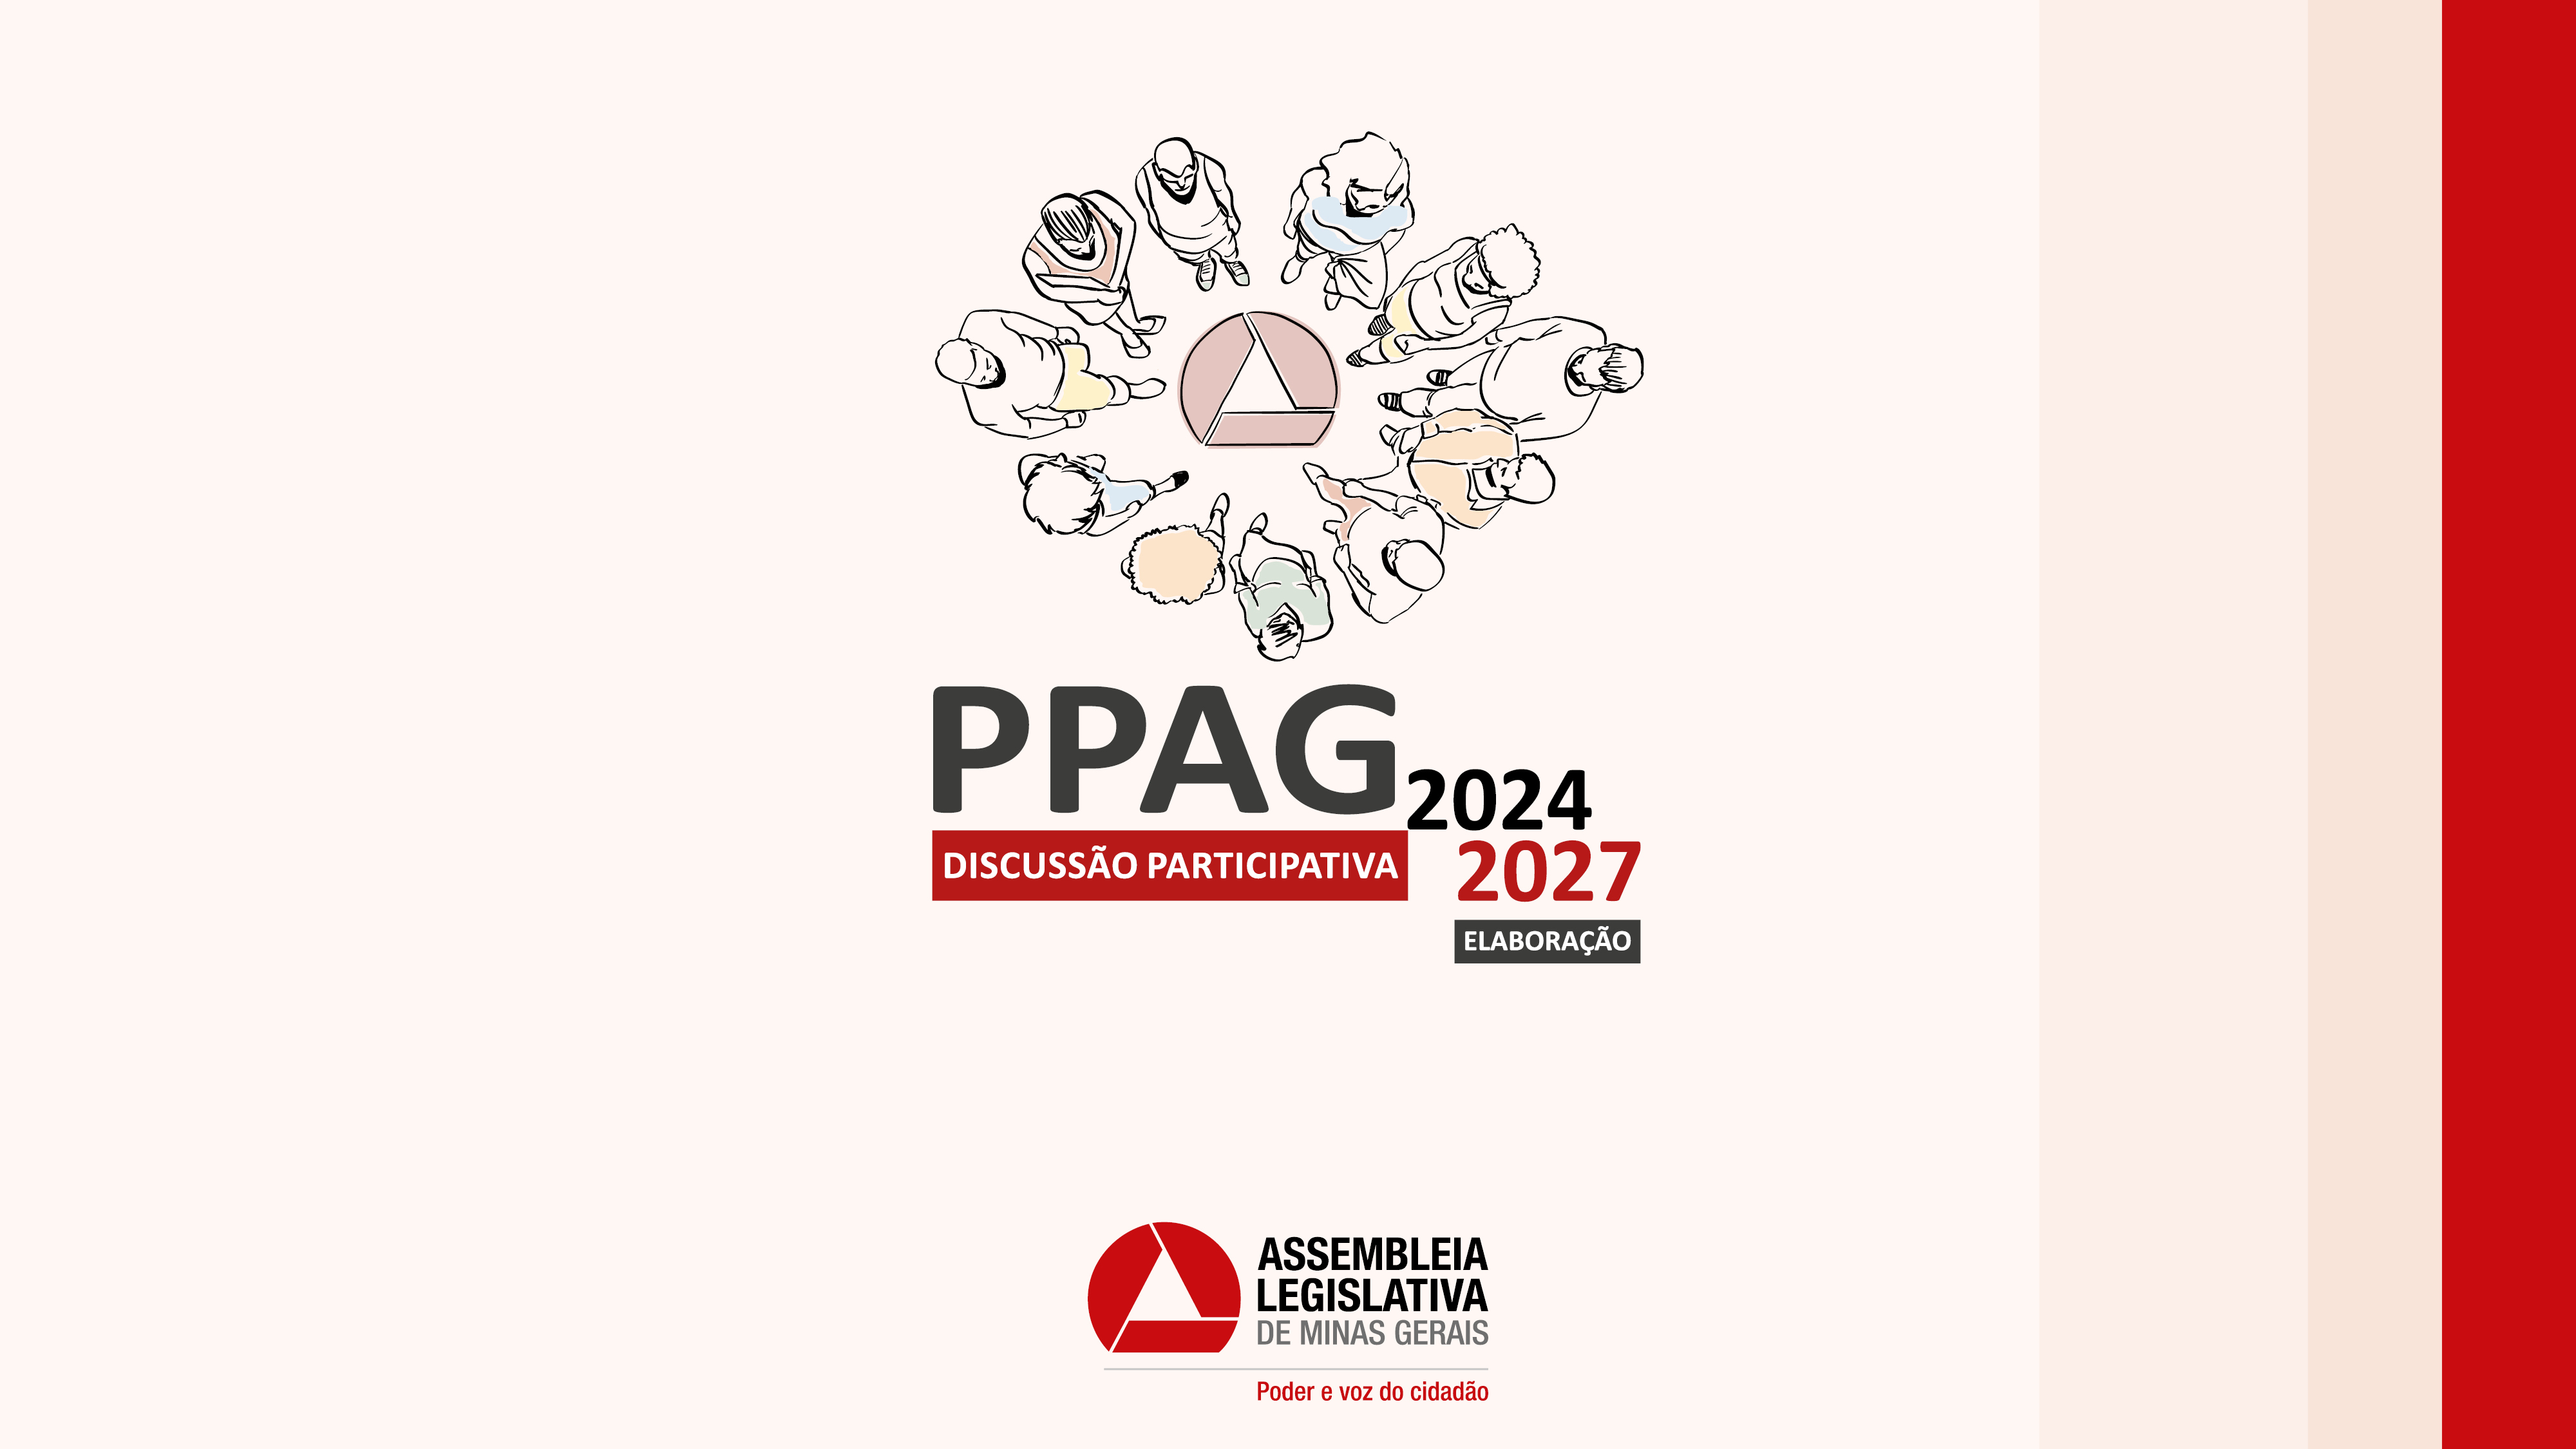 PPAG
2024
DISCUSSÃO PARTICIPATIVA
2027
ELABORAÇÃO
ASSEMBLEIA
LEGISLATIVA
DE MINAS GERAIS
Poder e voz do cidadão